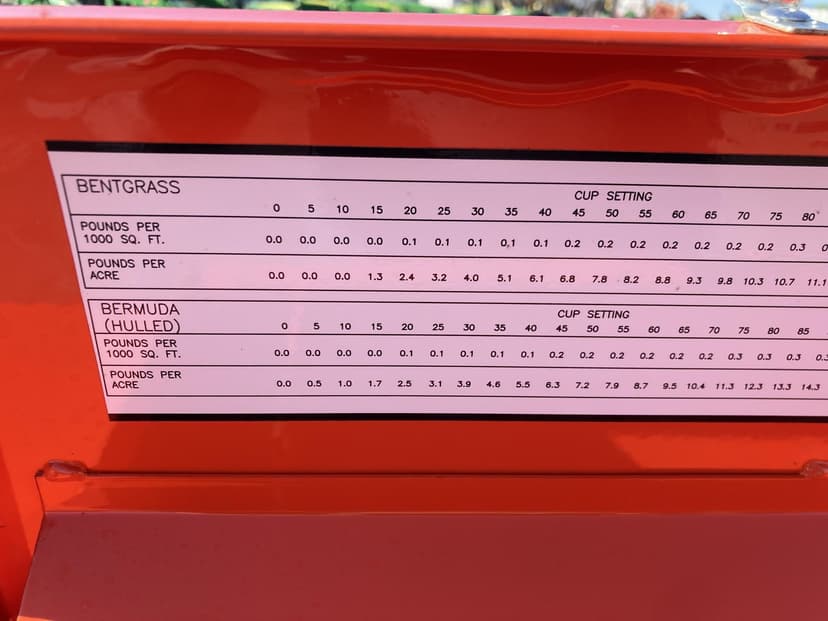 BENTGRASS
CUP SETTING
0 5 10 15 20 25 30 35 40 45 50 55 60 65 70 75 80
POUNDS PER
1000 SQ. FT.
0.0 0.0 0.0 0.0 0.1 0.1 0.1 0.1 0.1 0.2 0.2 0.2 0.2 0.2 0.2 0.2 0.3
POUNDS PER
ACRE
0.0 0.0 0.0 1.3 2.4 3.2 4.0 5.1 6.1 6.8 7.8 8.2 8.8 9.3 9.8 10.3 10.7 11.1
BERMUDA
(HULLED)
CUP SETTING
0 5 10 15 20 25 30 35 40 45 50 55 60 65 70 75 80 85
POUNDS PER
1000 SQ. FT.
0.0 0.0 0.0 0.0 0.1 0.1 0.1 0.1 0.1 0.2 0.2 0.2 0.2 0.2 0.2 0.3 0.3 0.3 0.3
POUNDS PER
ACRE
0.0 0.5 1.0 1.7 2.5 3.1 3.9 4.6 5.5 6.3 7.2 7.9 8.7 9.5 10.4 11.3 12.3 13.3 14.3